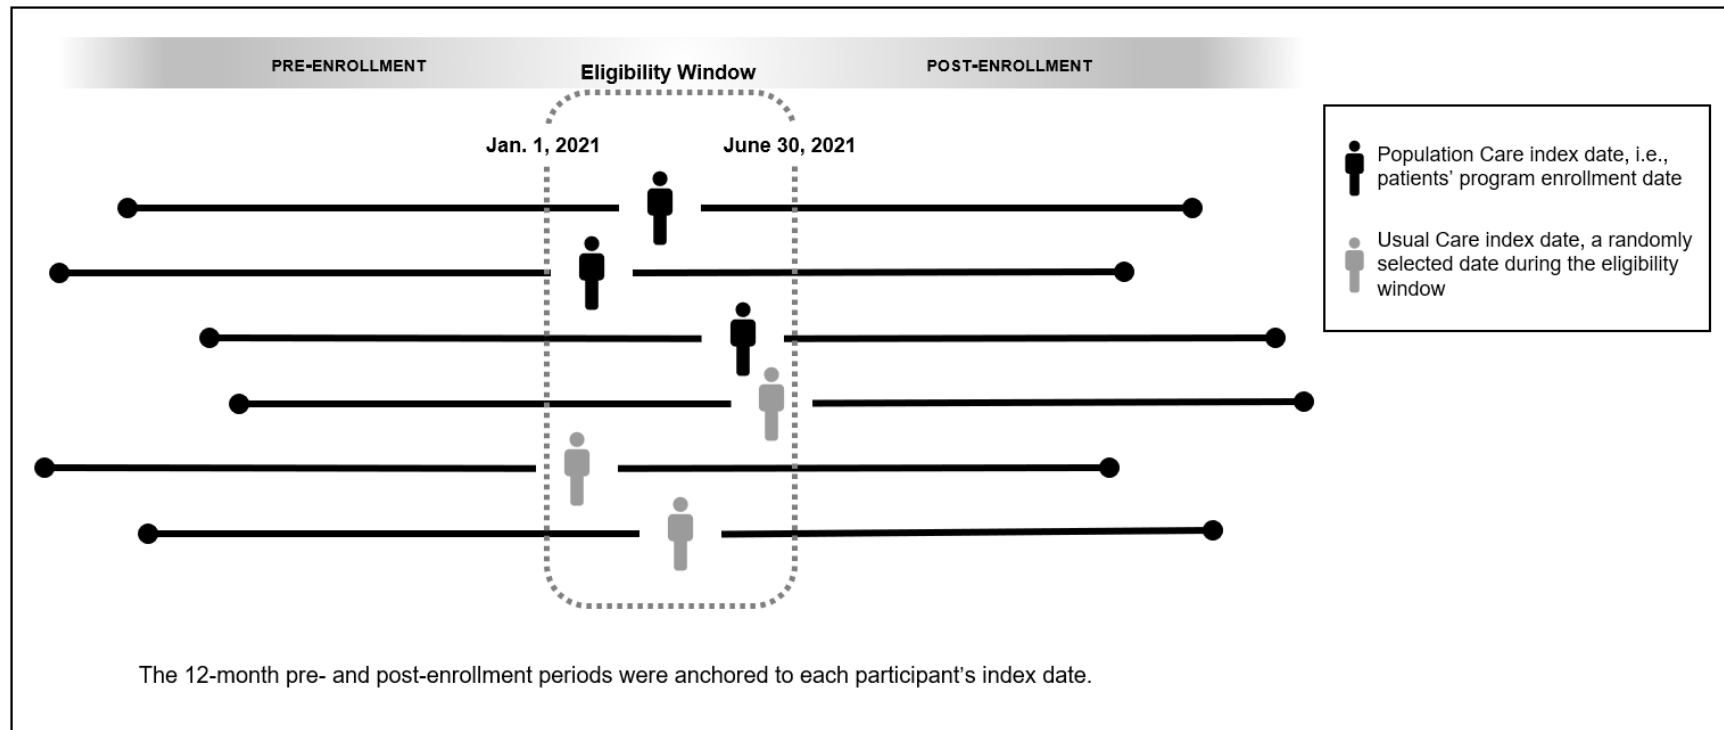 PRE-ENROLLMENT
Eligibility Window
POST-ENROLLMENT
Jan. 1, 2021
June 30, 2021
Population Care index date, i.e.,
patients’ program enrollment date
Usual Care index date, a randomly
selected date during the eligibility
window
The 12-month pre- and post-enrollment periods were anchored to each participant’s index date.